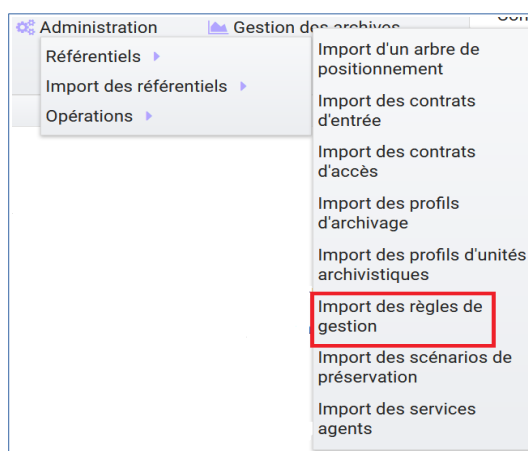 Administration
Gestion des archives
Référentiels
Import des référentiels
Opérations
Import d'un arbre de
positionnement
Import des contrats
d'entrée
Import des contrats
d'accès
Import des profils
d'archivage
Import des profils d'unités
archivistiques
Import des règles de
gestion
Import des scénarios de
préservation
Import des services
agents